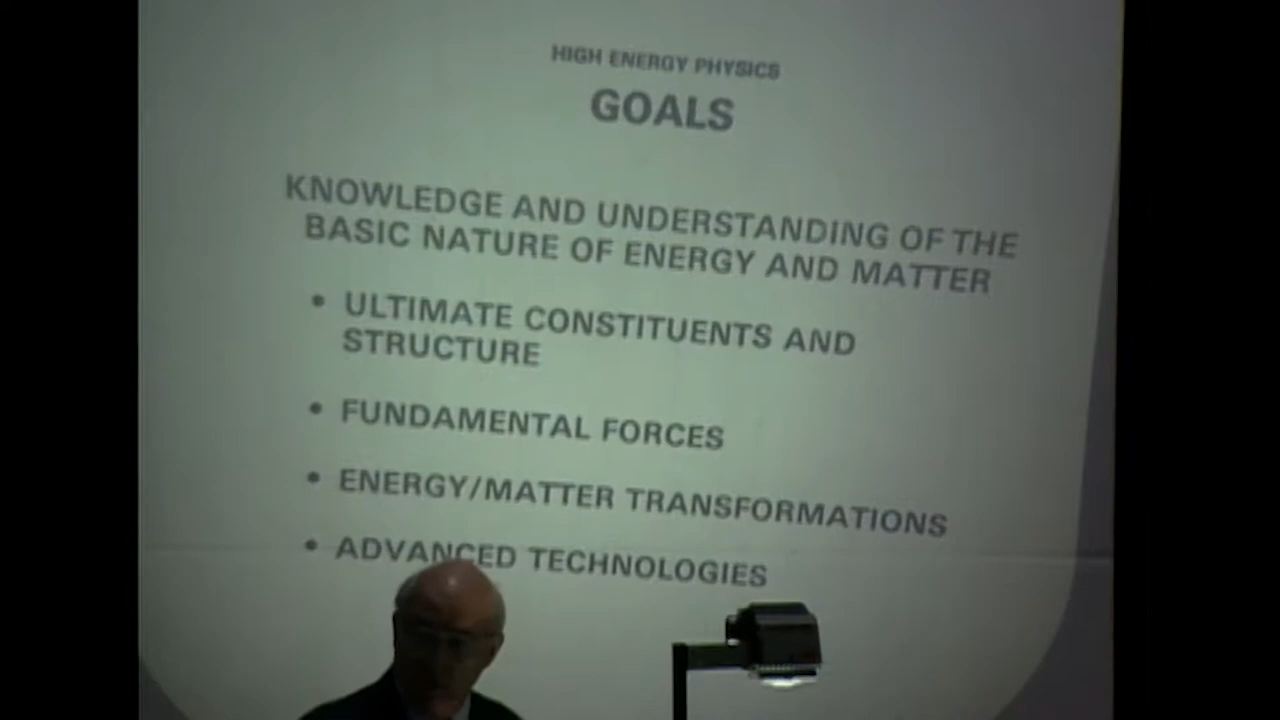 HIGH ENERGY PHYSICS
GOALS
KNOWLEDGE AND UNDERSTANDING OF THE
BASIC NATURE OF ENERGY AND MATTER
• ULTIMATE CONSTITUENTS AND
STRUCTURE
• FUNDAMENTAL FORCES
• ENERGY/MATTER TRANSFORMATIONS
• ADVANCED TECHNOLOGIES